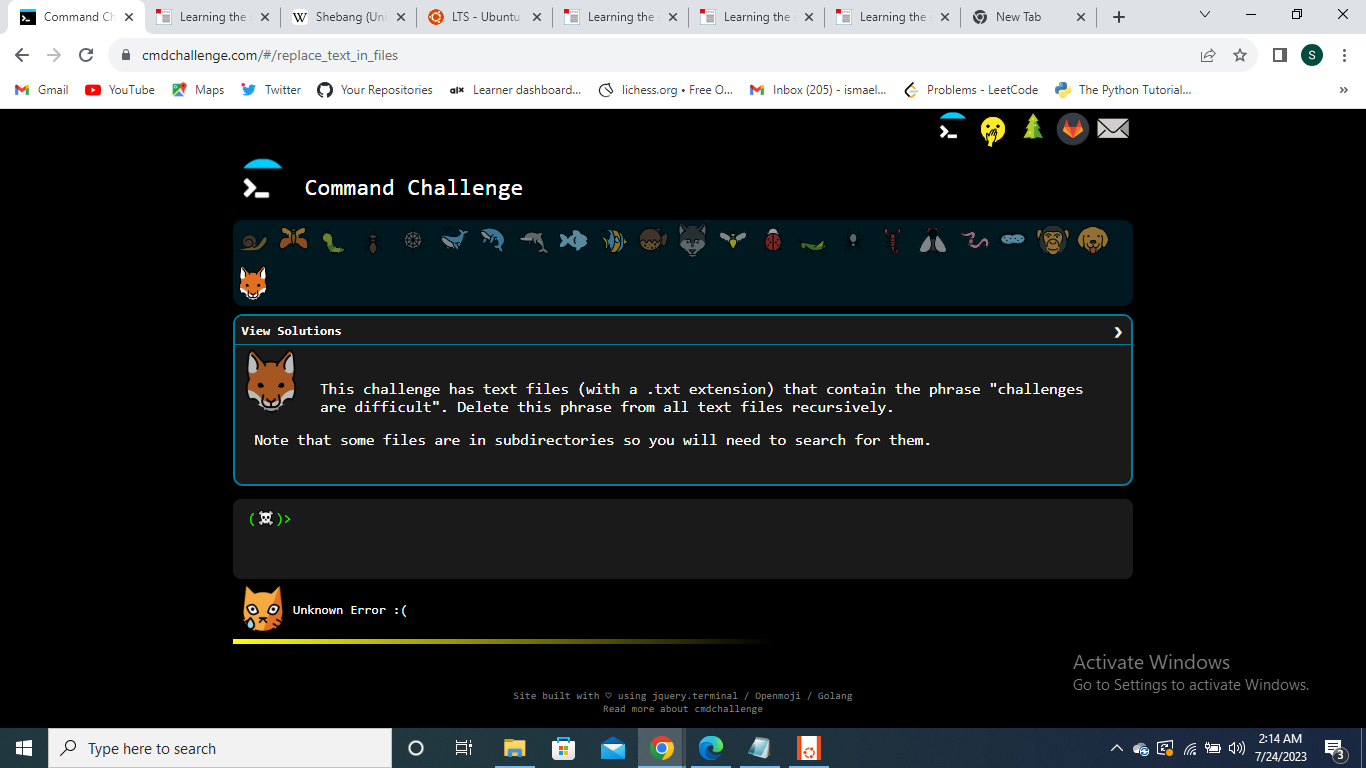 Command Ch
Learning the
Shebang (Uni
LTS - Ubuntu
Learning the
Learning the
Learning the
New Tab
cmdchallenge.com/#/replace_text_in_files
S
Gmail
YouTube
Maps
Twitter
Your Repositories
alx
Learner dashboard...
lichess.org • Free O...
Inbox (205) - ismael...
Problems - LeetCode
The Python Tutorial...
»
Command Challenge
View Solutions
This challenge has text files (with a .txt extension) that contain the phrase "challenges
are difficult". Delete this phrase from all text files recursively.
Note that some files are in subdirectories so you will need to search for them.
(☠)>
Unknown Error :(
Activate Windows
Go to Settings to activate Windows.
Site built with ♡ using jquery.terminal / Openmoji / Golang
Read more about cmdchallenge
Type here to search
2:14 AM
7/24/2023
3